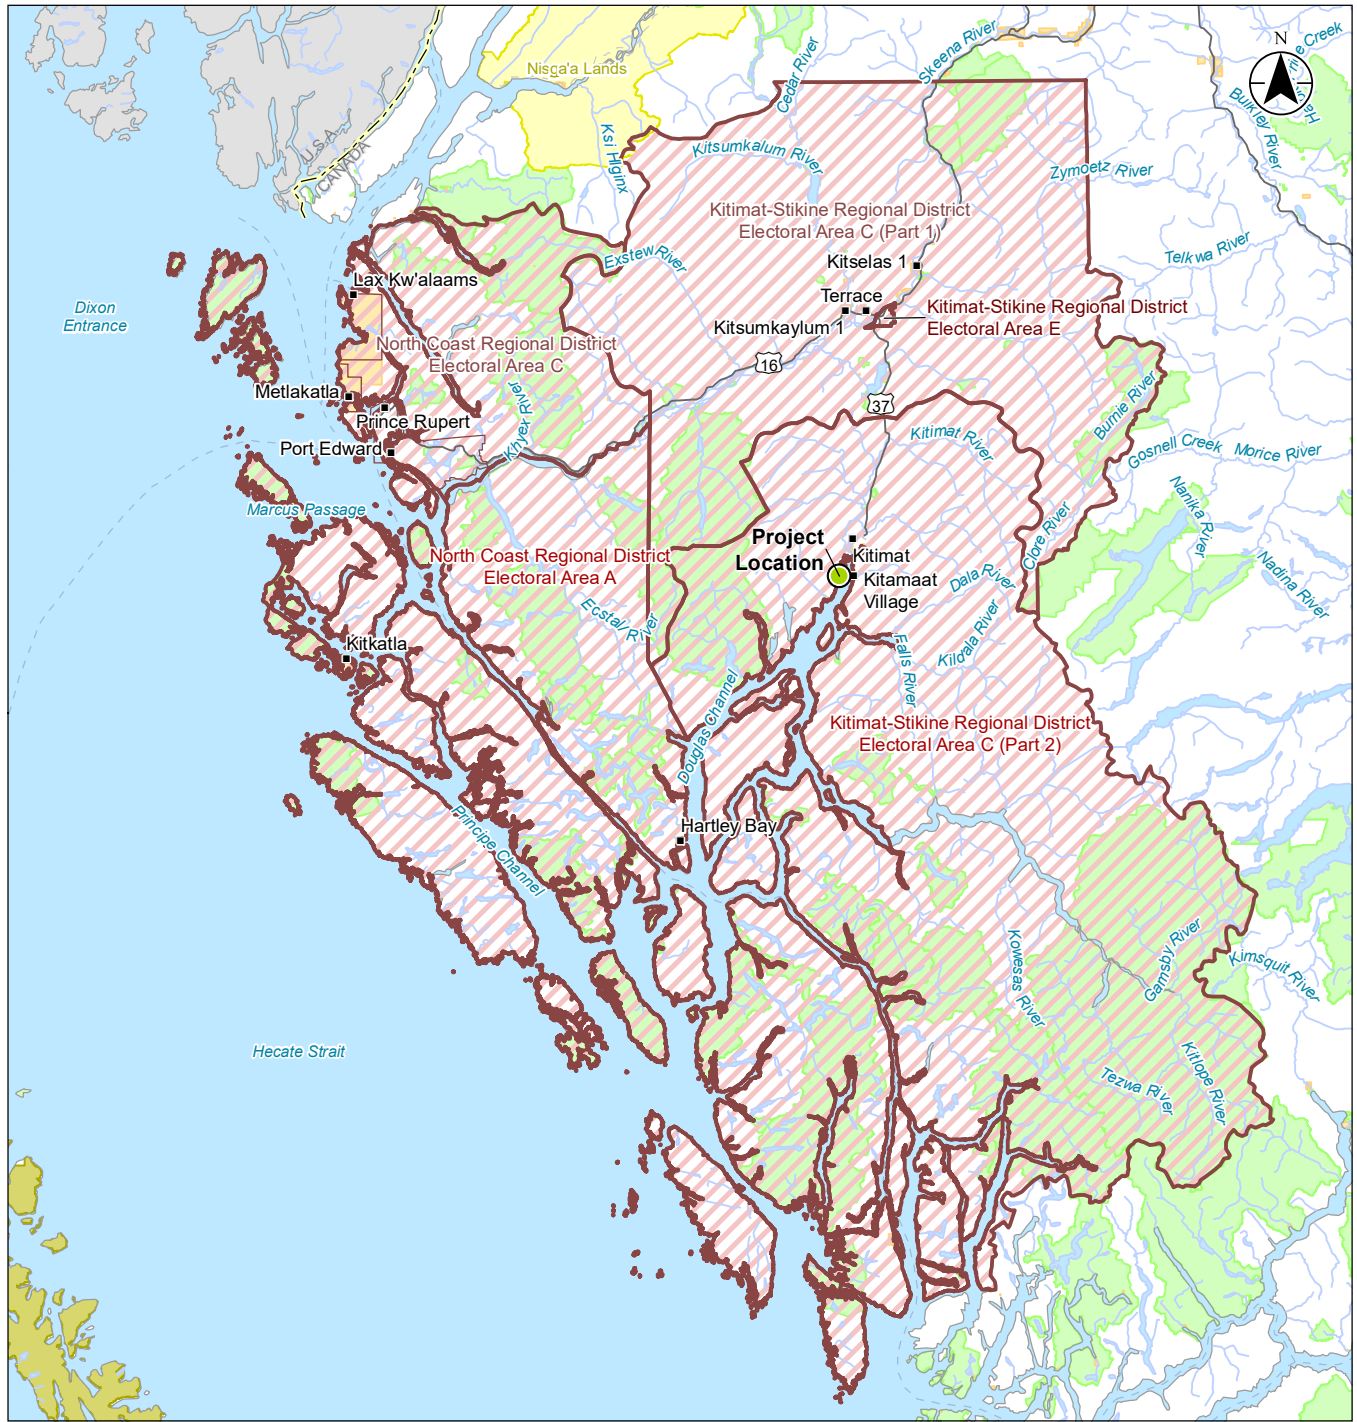 N
Nisga'a Lands
Cedar River
Skeena River
Bulkley River
Ksi Hlginx
Kitsumkalum River
U.S.A.
CANADA
Zymoetz River
Kitimat-Stikine Regional District
Electoral Area C (Part 1)
Exstew River
Kitselas 1
Telkwa River
Lax Kw'alaams
Terrace
Kitimat-Stikine Regional District
Electoral Area E
Dixon
Entrance
Kitsumkaylum 1
North Coast Regional District
Electoral Area C
16
37
Metlakatla
Prince Rupert
Khyex River
Burnie River
Port Edward
Kitimat River
Gosnell Creek
Morice River
Marcus Passage
Nanika River
Clore River
Project
Location
Kitimat
North Coast Regional District
Electoral Area A
Kitamaat
Village
Dala River
Nadina River
Ecstall River
Kildala River
Falls River
Kitkatla
Douglas Channel
Kitimat-Stikine Regional District
Electoral Area C (Part 2)
Principe Channel
Hartley Bay
Kowesas River
Gamsby River
Kimsquit River
Hecate Strait
Tezwa River
Kitlope River